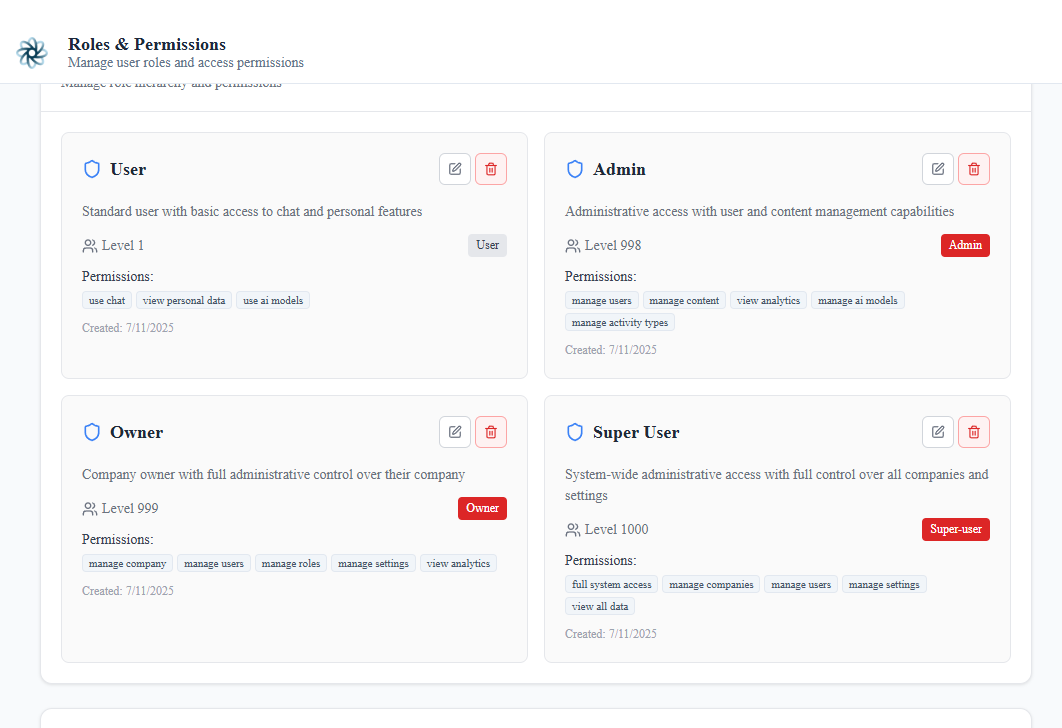 Roles & Permissions
Manage user roles and access permissions
Manage role hierarchy and permissions
User
Standard user with basic access to chat and personal features
Level 1
User
Permissions:
use chat
view personal data
use ai models
Created: 7/11/2025
Admin
Administrative access with user and content management capabilities
Level 998
Admin
Permissions:
manage users
manage content
view analytics
manage ai models
manage activity types
Created: 7/11/2025
Owner
Company owner with full administrative control over their company
Level 999
Owner
Permissions:
manage company
manage users
manage roles
manage settings
view analytics
Created: 7/11/2025
Super User
System-wide administrative access with full control over all companies and
settings
Level 1000
Super-user
Permissions:
full system access
manage companies
manage users
manage settings
view all data
Created: 7/11/2025